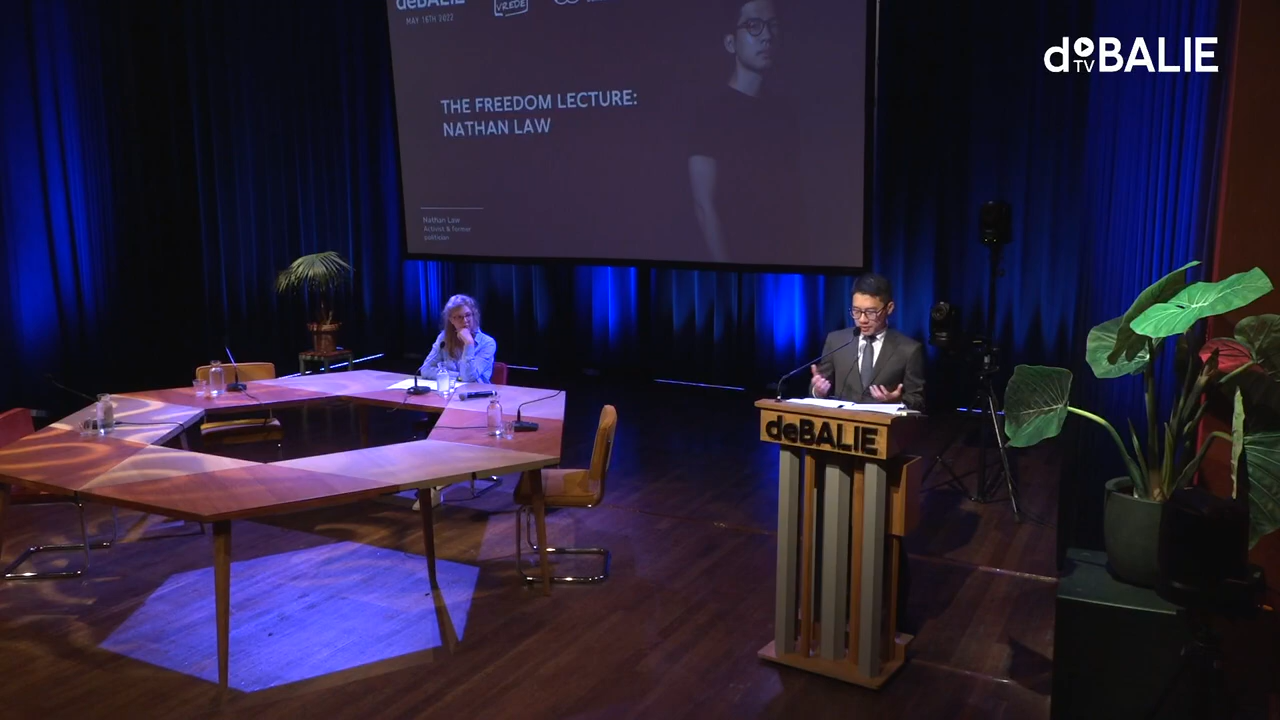 deBALIE
MAY 16TH 2022
VREDE
THE FREEDOM LECTURE:
NATHAN LAW
Nathan Law
Activist & former
politician
deBALIE
TV
deBALIE